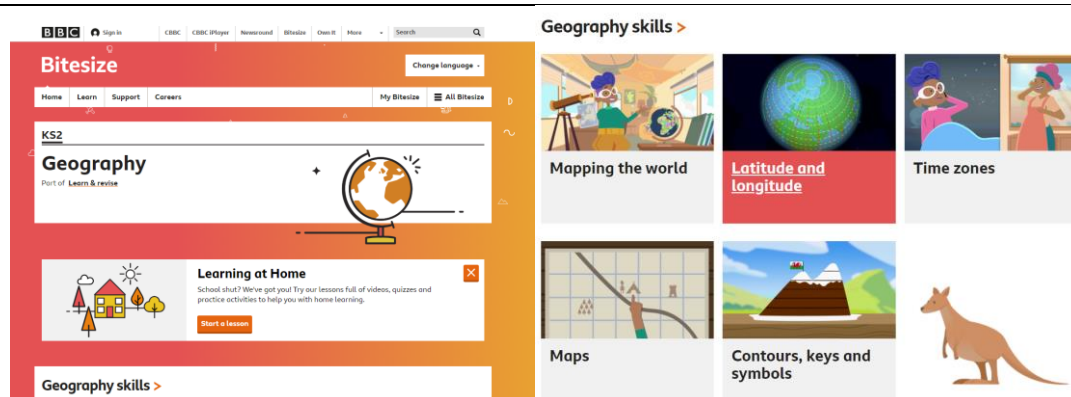 BBC Sign in CBBC CBBC iPlayer Newsround Bitesize Own It More Search
Bitesize
Change language
Home Learn Support Careers My Bitesize All Bitesize
KS2
Geography
Part of Learn & revise
Learning at Home
School shut? We've got you! Try our lessons full of videos, quizzes and
practice activities to help you with home learning.
Start a lesson
Geography skills >
Geography skills >
Mapping the world
Latitude and
longitude
Time zones
Maps
Contours, keys and
symbols